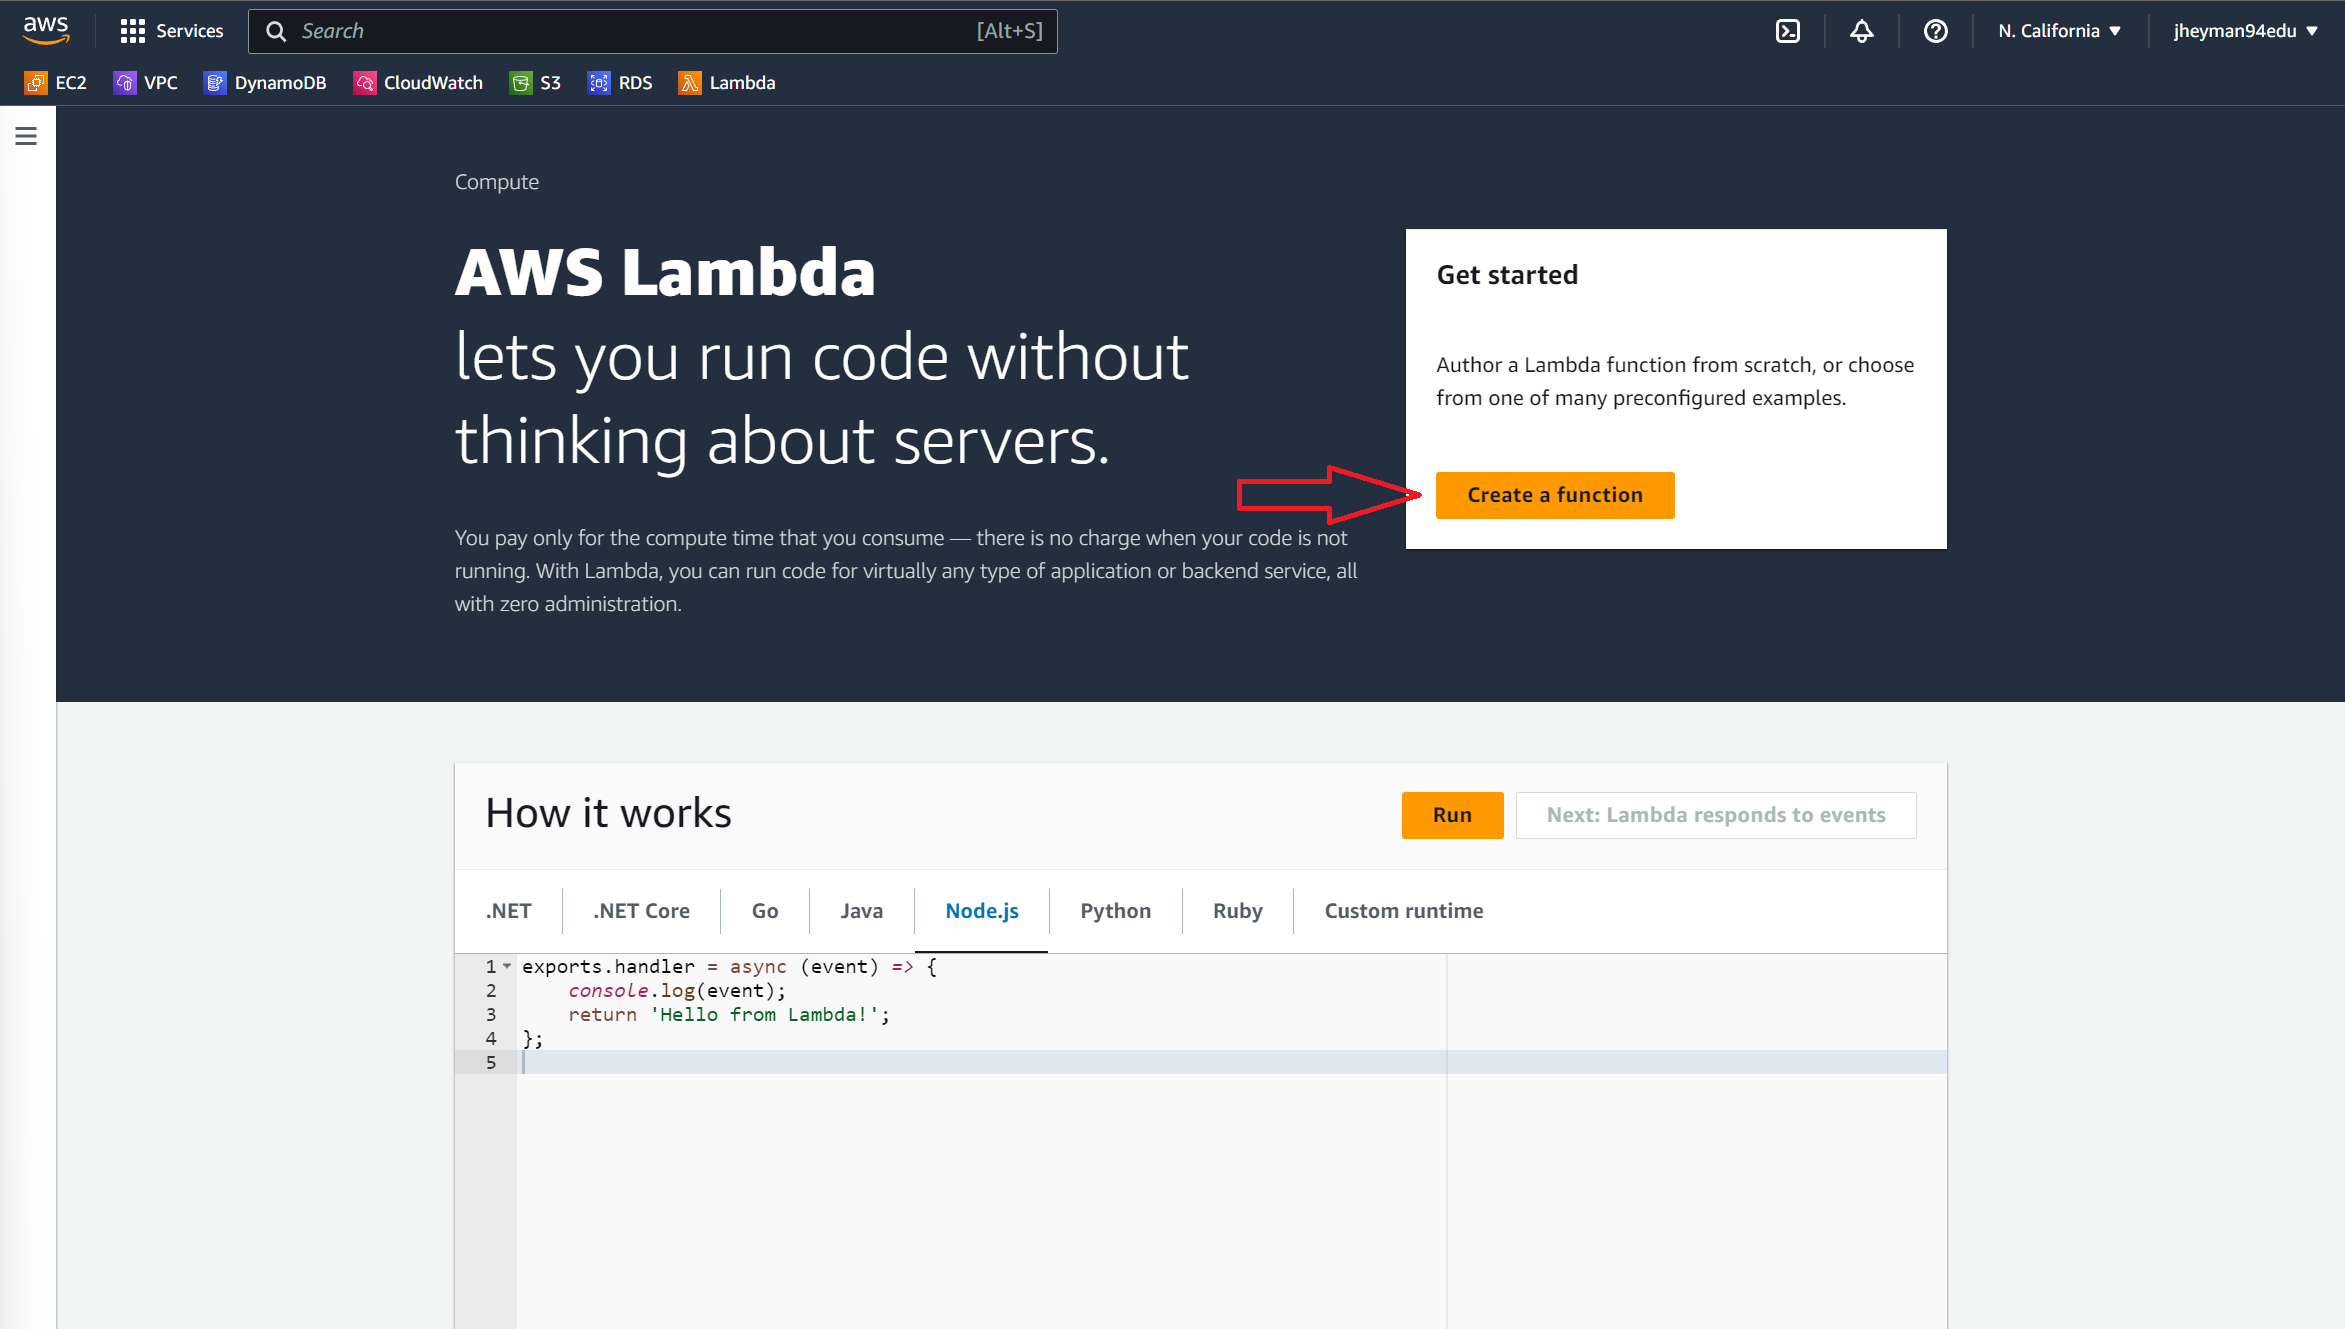 aws Services Search [Alt+S] N. California jheyman94edu
EC2 VPC DynamoDB CloudWatch S3 RDS Lambda
Compute
AWS Lambda
lets you run code without
thinking about servers.
You pay only for the compute time that you consume — there is no charge when your code is not
running. With Lambda, you can run code for virtually any type of application or backend service, all
with zero administration.
Get started
Author a Lambda function from scratch, or choose
from one of many preconfigured examples.
Create a function
How it works
Run
Next: Lambda responds to events
.NET .NET Core Go Java Node.js Python Ruby Custom runtime
1 exports.handler = async (event) => {
2 console.log(event);
3 return 'Hello from Lambda!';
4 };
5